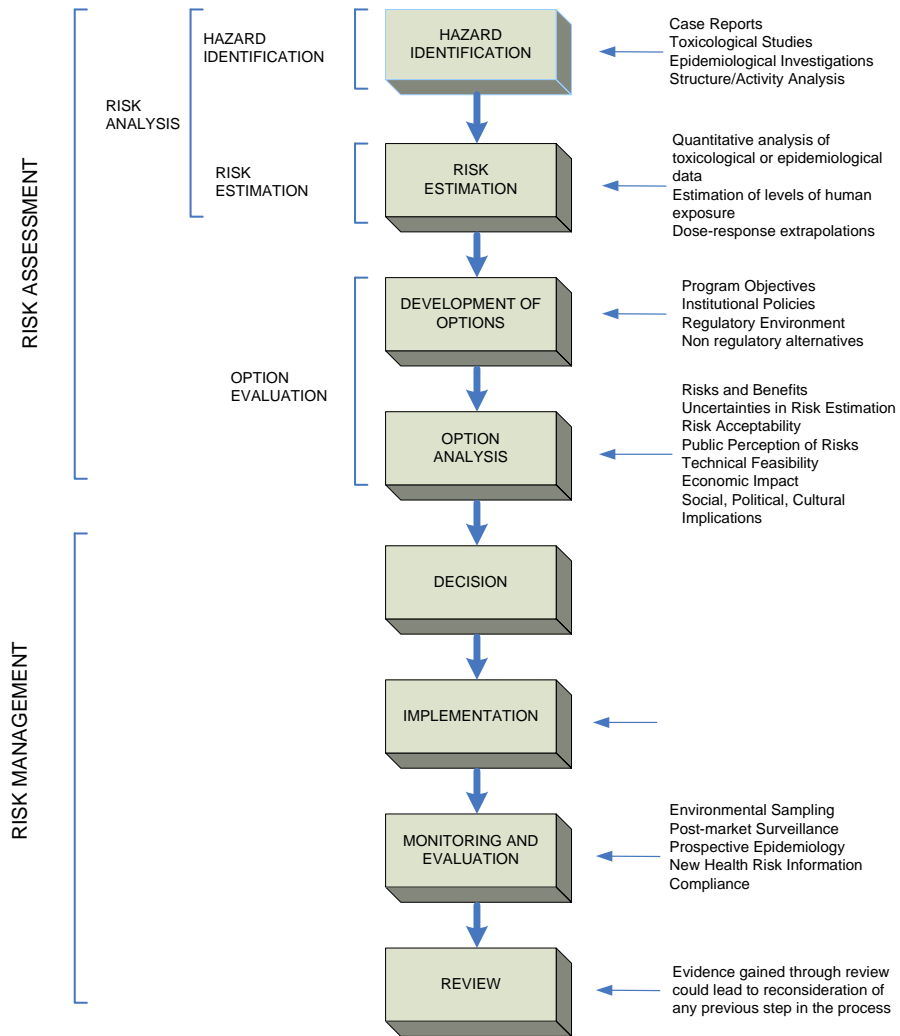 HAZARD
IDENTIFICATION
HAZARD
IDENTIFICATION
Case Reports
Toxicological Studies
Epidemiological Investigations
Structure/Activity Analysis
RISK
ANALYSIS
RISK ASSESSMENT
RISK
ESTIMATION
RISK
ESTIMATION
Quantitative analysis of
toxicological or epidemiological
data
Estimation of levels of human
exposure
Dose-response extrapolations
DEVELOPMENT OF
OPTIONS
Program Objectives
Institutional Policies
Regulatory Environment
Non regulatory alternatives
OPTION
EVALUATION
OPTION
ANALYSIS
Risks and Benefits
Uncertainties in Risk Estimation
Risk Acceptability
Public Perception of Risks
Technical Feasibility
Economic Impact
Social, Political, Cultural
Implications
RISK MANAGEMENT
DECISION
IMPLEMENTATION
MONITORING AND
EVALUATION
Environmental Sampling
Post-market Surveillance
Prospective Epidemiology
New Health Risk Information
Compliance
REVIEW
Evidence gained through review
could lead to reconsideration of
any previous step in the process